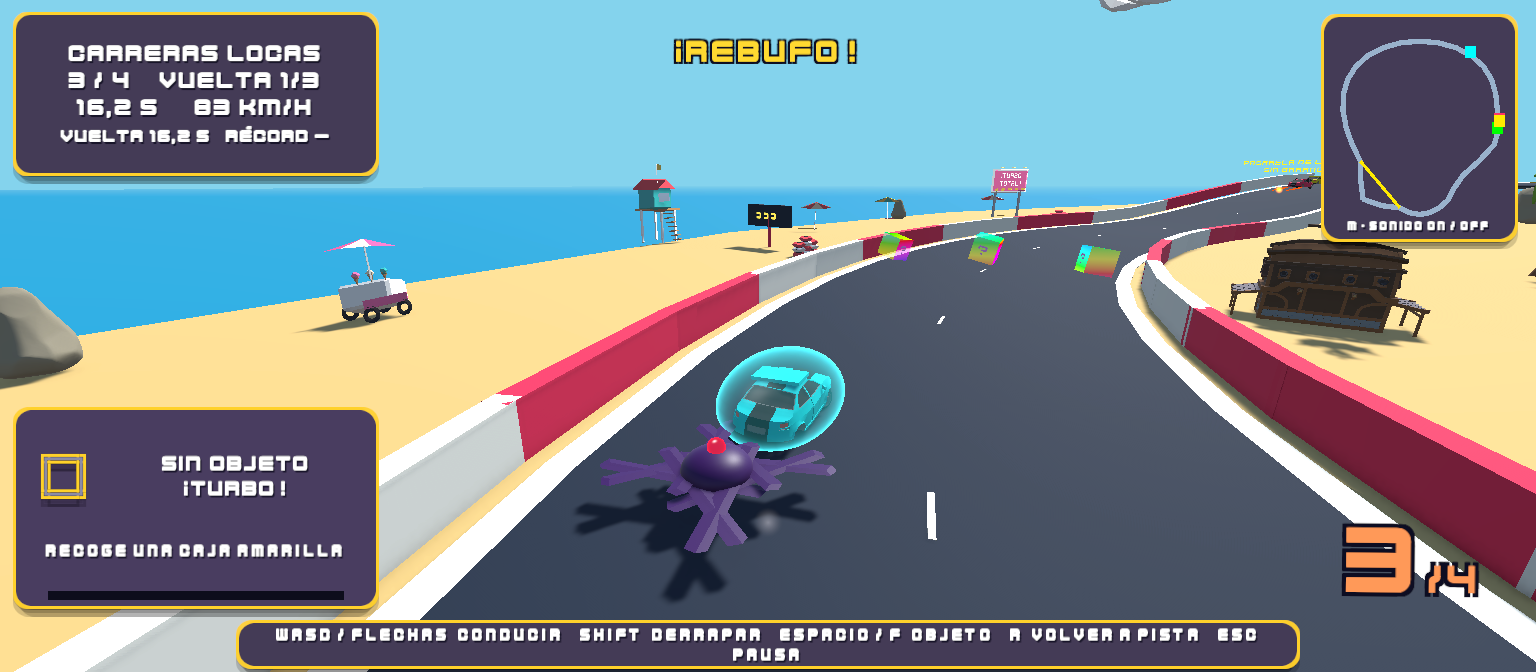 CARRERAS LOCAS
3 / 4 VUELTA 1/3
16,2 S 83 KM/H
VUELTA 16,2 S RÉCORD –
¡REBUFO !
¡TURBO
TOTAL!
M · SONIDO ON / OFF
SIN OBJETO
¡TURBO !
RECOGE UNA CAJA AMARILLA
3 /4
WASD / FLECHAS CONDUCIR SHIFT DERRAPAR ESPACIO / F OBJETO R VOLVER A PISTA ESC
PAUSA